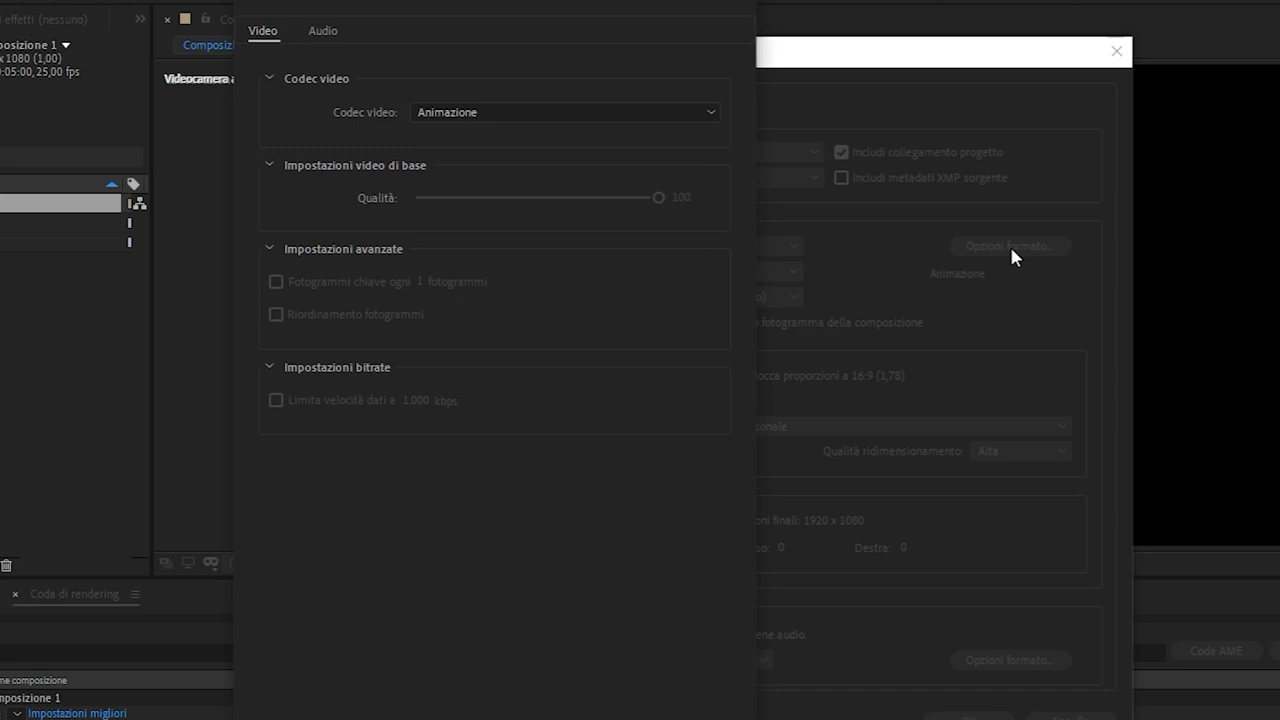 effetti (nessuno)
posizione 1
x 1080 (1,00)
0:05:00, 25,00 fps
Composiz
Videocamera a
Coda di rendering
ne composizione
mposizione 1
Impostazioni migliori
Video
Audio
Codec video
Codec video: Animazione
Impostazioni video di base
Qualità: 100
Impostazioni avanzate
Fotogrammi chiave ogni 1 fotogrammi
Riordinamento fotogrammi
Impostazioni bitrate
Limita velocità dati a 1.000 kbps
Includi collegamento progetto
Includi metadati XMP sorgente
Opzioni formato...
Animazione
o)
o fotogramma della composizione
occa proporzioni a 16:9 (1,78)
sonale
Qualità ridimensionamento: Alta
oni finali: 1920 x 1080
so: 0 Destra: 0
ene audio.
Opzioni formato...
Coda AME